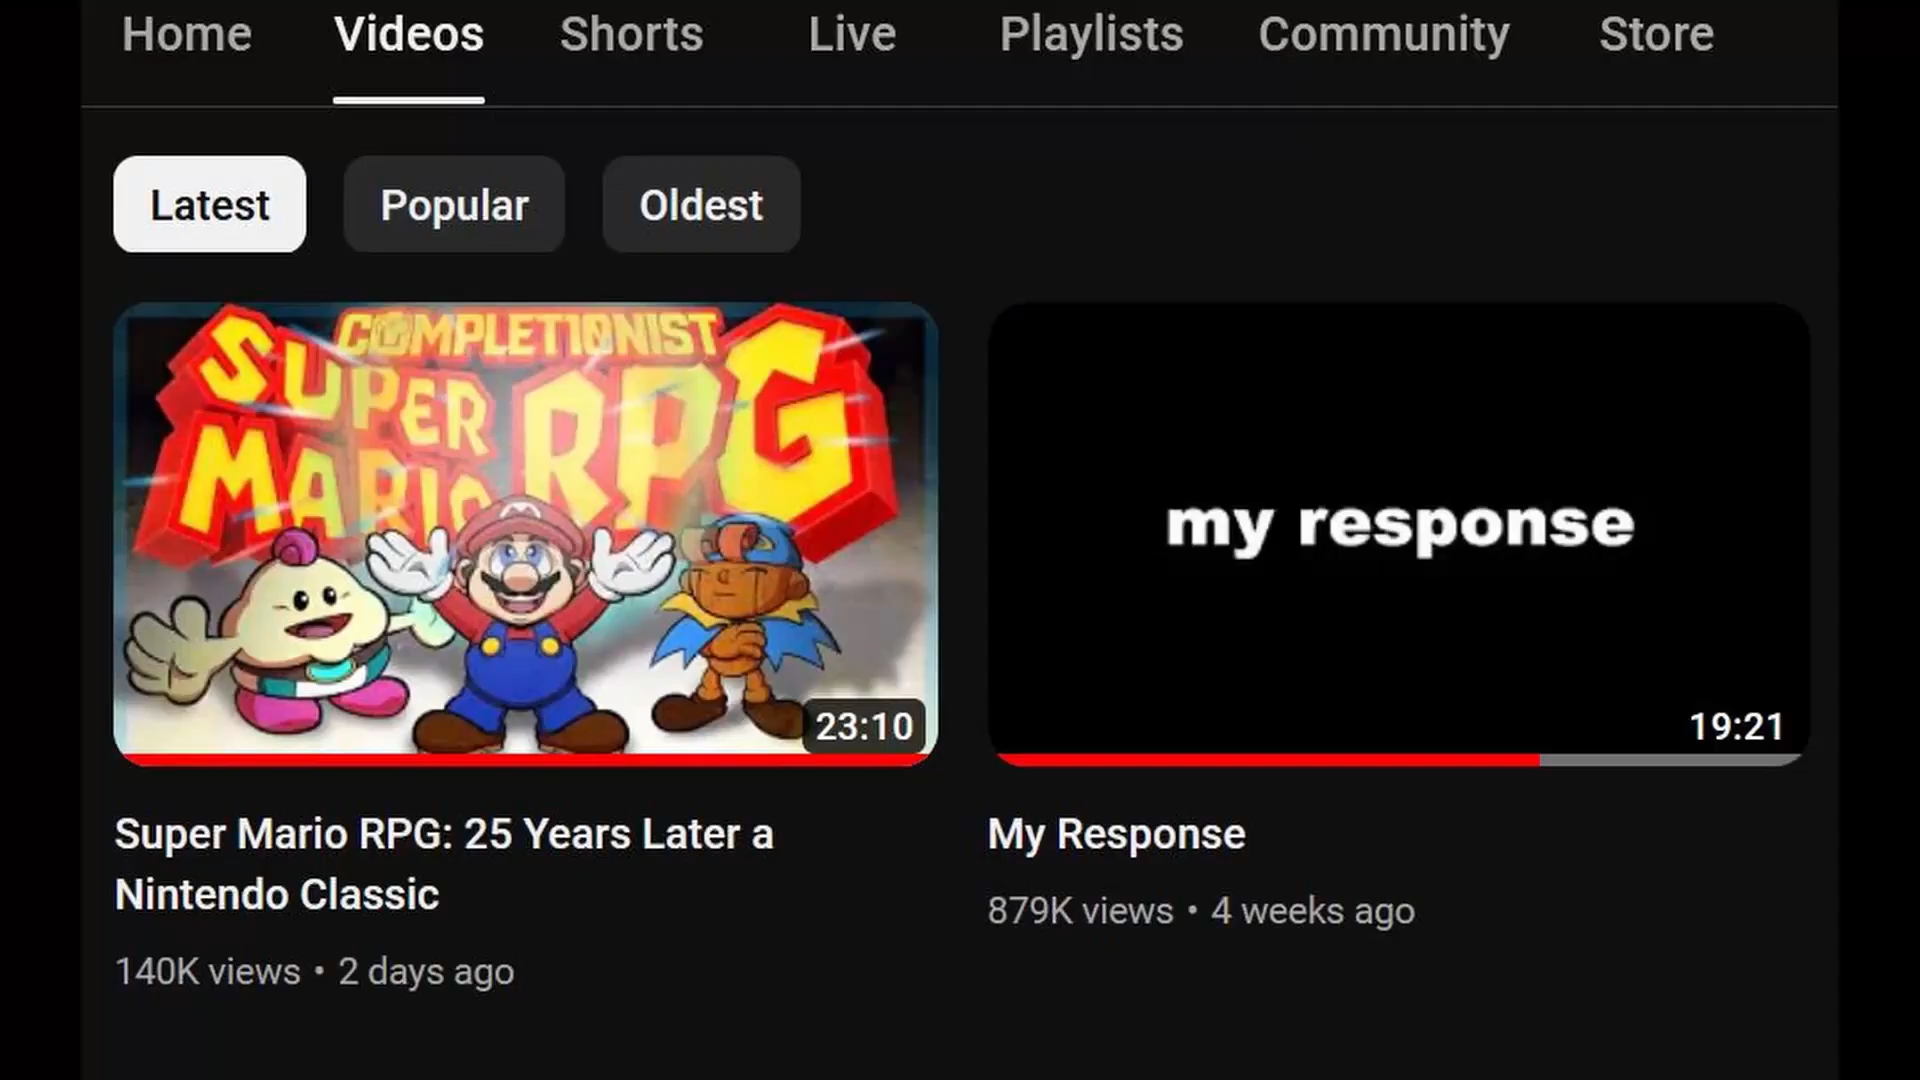 Home Videos Shorts Live Playlists Community Store
Latest Popular Oldest
COMPLETIONIST
SUPER
MARIO RPG
23:10
my response
19:21
Super Mario RPG: 25 Years Later a
Nintendo Classic
140K views • 2 days ago
My Response
879K views • 4 weeks ago